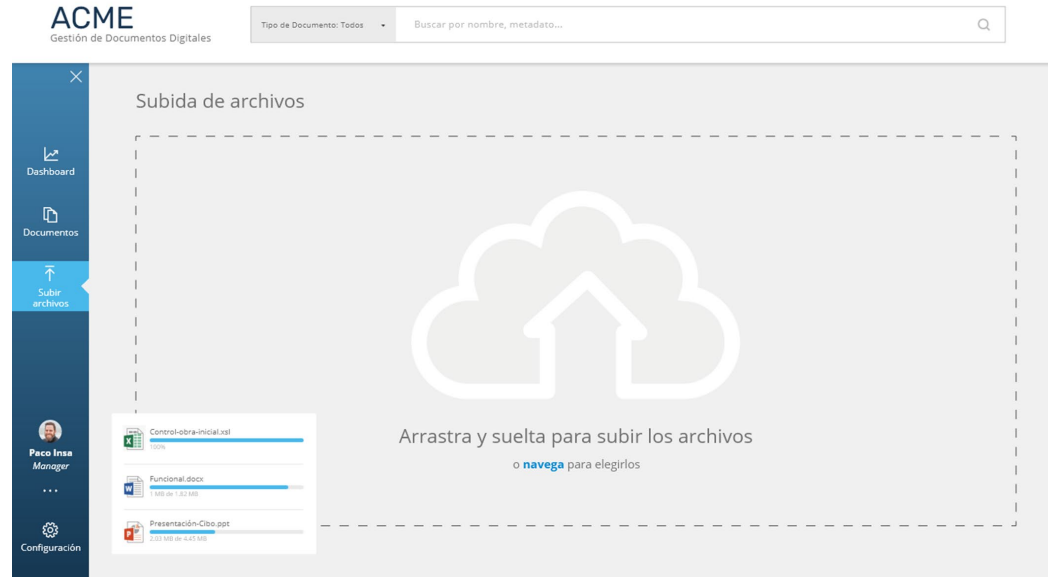 ACME
Gestión de Documentos Digitales
Tipo de Documento: Todos
Buscar por nombre, metadato...
Subida de archivos
Dashboard
Documentos
Subir
archivos
Paco Insa
Manager
...
Configuración
Control-obra-inicial.xsl
100%
Funcional.docx
1 MB de 1,82 MB
Presentación-Cibo.ppt
2,03 MB de 4,45 MB
Arrastra y suelta para subir los archivos
o navega para elegirlos